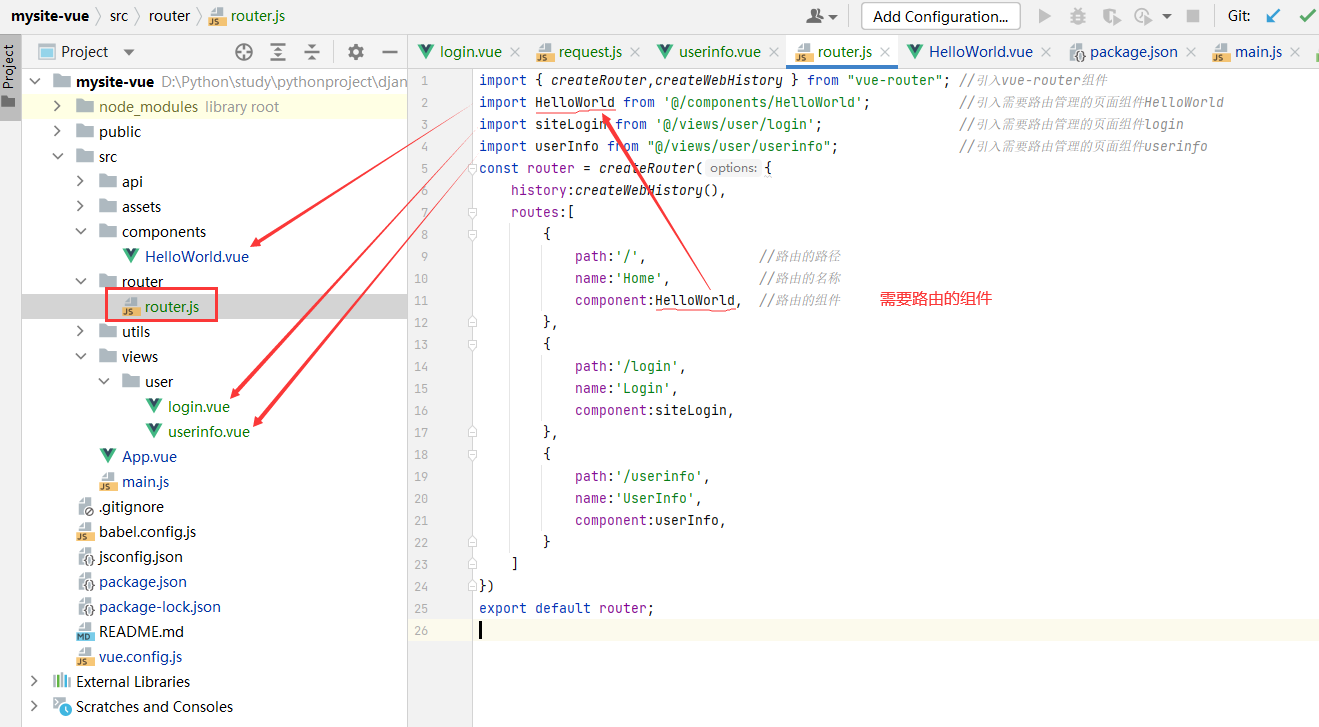 mysite-vue src router router.js Add Configuration... Git:
Project
Project
login.vue request.js userinfo.vue router.js HelloWorld.vue package.json main.js
mysite-vue D:\Python\study\pythonproject\djan
node_modules library root
public
src
api
assets
components
HelloWorld.vue
router
router.js
utils
views
user
login.vue
userinfo.vue
App.vue
main.js
.gitignore
babel.config.js
jsconfig.json
package.json
package-lock.json
README.md
vue.config.js
External Libraries
Scratches and Consoles
1 import { createRouter,createWebHistory } from "vue-router"; //引入vue-router组件
2 import HelloWorld from '@/components/HelloWorld'; //引入需要路由管理的页面组件HelloWorld
3 import siteLogin from '@/views/user/login'; //引入需要路由管理的页面组件login
4 import userInfo from "@/views/user/userinfo"; //引入需要路由管理的页面组件userinfo
5 const router = createRouter( options: {
6 history:createWebHistory(),
7 routes:[
8 {
9 path:'/', //路由的路径
10 name:'Home', //路由的名称
11 component:HelloWorld, //路由的组件 需要路由的组件
12 },
13 {
14 path:'/login',
15 name:'Login',
16 component:siteLogin,
17 },
18 {
19 path:'/userinfo',
20 name:'UserInfo',
21 component:userInfo,
22 }
23 ]
24 })
25 export default router;
26